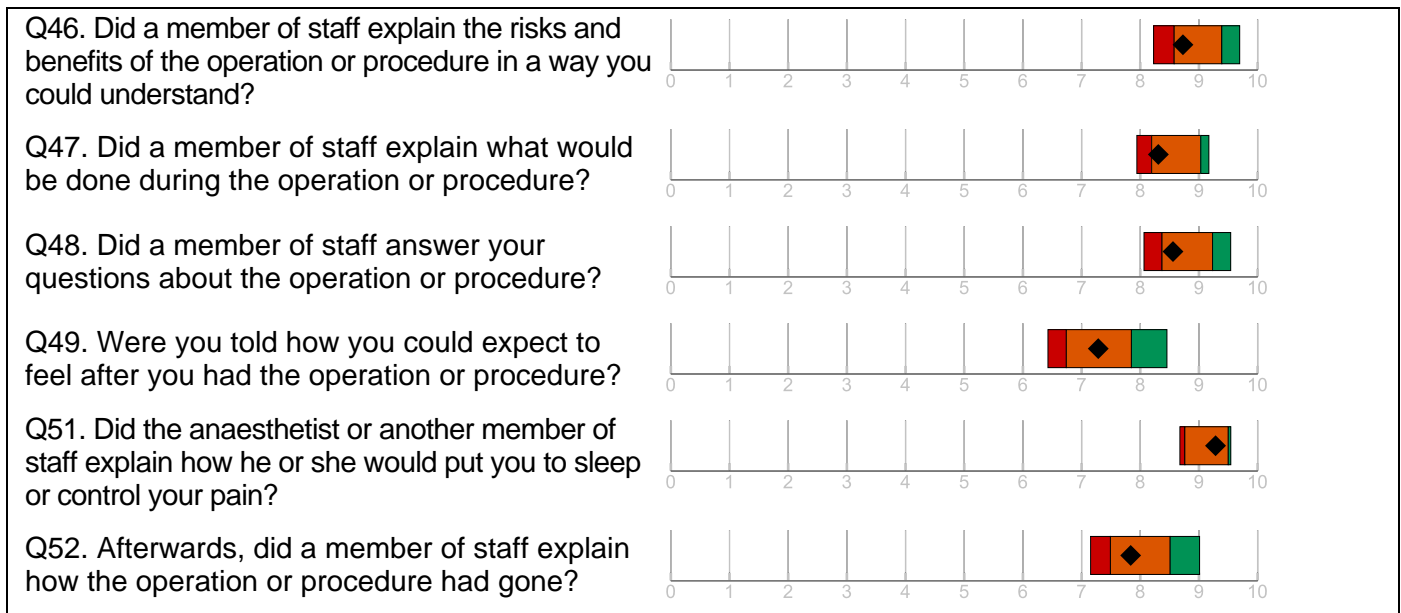 Q46. Did a member of staff explain the risks and
benefits of the operation or procedure in a way you
could understand?
0 1 2 3 4 5 6 7 8 9 10
Q47. Did a member of staff explain what would
be done during the operation or procedure?
0 1 2 3 4 5 6 7 8 9 10
Q48. Did a member of staff answer your
questions about the operation or procedure?
0 1 2 3 4 5 6 7 8 9 10
Q49. Were you told how you could expect to
feel after you had the operation or procedure?
0 1 2 3 4 5 6 7 8 9 10
Q51. Did the anaesthetist or another member of
staff explain how he or she would put you to sleep
or control your pain?
0 1 2 3 4 5 6 7 8 9 10
Q52. Afterwards, did a member of staff explain
how the operation or procedure had gone?
0 1 2 3 4 5 6 7 8 9 10